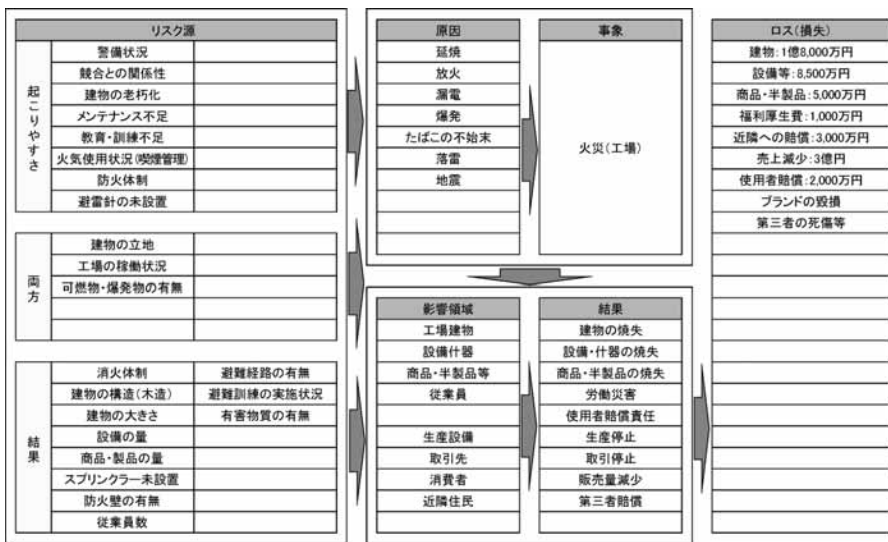 リスク源
起こりやすさ
警備状況
競合との関係性
建物の老朽化
メンテナンス不足
教育・訓練不足
火気使用状況(喫煙管理)
防火体制
避雷針の未設置
両方
建物の立地
工場の稼働状況
可燃物・爆発物の有無
結果
消火体制 避難経路の有無
建物の構造(木造) 避難訓練の実施状況
建物の大きさ 有害物質の有無
設備の量
商品・製品の量
スプリンクラー未設置
防火壁の有無
従業員数
原因
延焼
放火
漏電
爆発
たばこの不始末
落雷
地震
事象
火災(工場)
影響領域
工場建物
設備什器
商品・半製品等
従業員
生産設備
取引先
消費者
近隣住民
結果
建物の焼失
設備・什器の焼失
商品・半製品の焼失
労働災害
使用者賠償責任
生産停止
取引停止
販売量減少
第三者賠償
ロス(損失)
建物:1億8,000万円
設備等:8,500万円
商品・半製品:5,000万円
福利厚生費:1,000万円
近隣への賠償:3,000万円
売上減少:3億円
使用者賠償:2,000万円
ブランドの毀損
第三者の死傷等